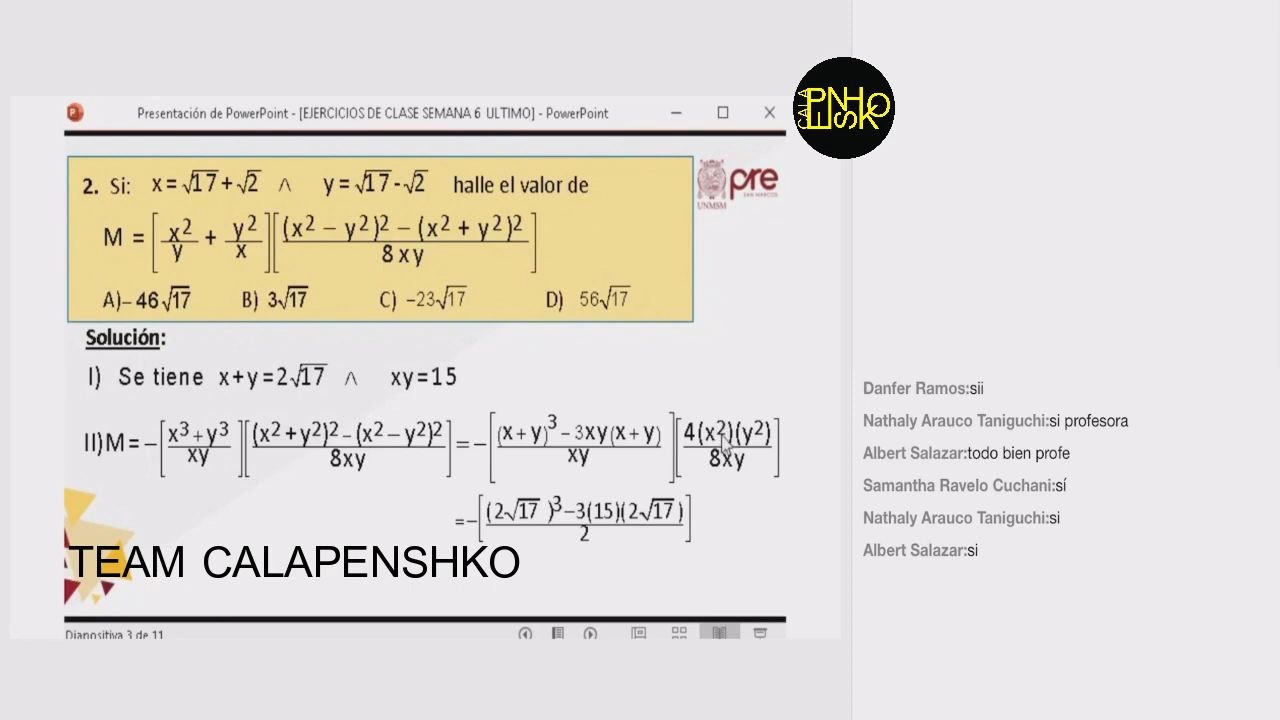 Presentación de PowerPoint - [EJERCICIOS DE CLASE SEMANA 6 ULTIMO] - PowerPoint
CALA
PENSHKO
2. Si: x = √17 + √2 ∧ y = √17 - √2 halle el valor de
M = [x²/y + y²/x][((x² – y²)² – (x² + y²)²)/8xy]
A) – 46√17 B) 3√17 C) –23√17 D) 56√17
UNMSM
pre
SAN MARCOS
Solución:
I) Se tiene x+y=2√17 ∧ xy=15
II) M = –[(x³+y³)/xy][((x²+y²)²–(x²–y²)²)/8xy] = –[((x+y)³–3xy(x+y))/xy][4(x²)(y²)/8xy]
= –[((2√17)³–3(15)(2√17))/2]
TEAM CALAPENSHKO
Diapositiva 3 de 11
Danfer Ramos:sii
Nathaly Arauco Taniguchi:si profesora
Albert Salazar:todo bien profe
Samantha Ravelo Cuchani:sí
Nathaly Arauco Taniguchi:si
Albert Salazar:si